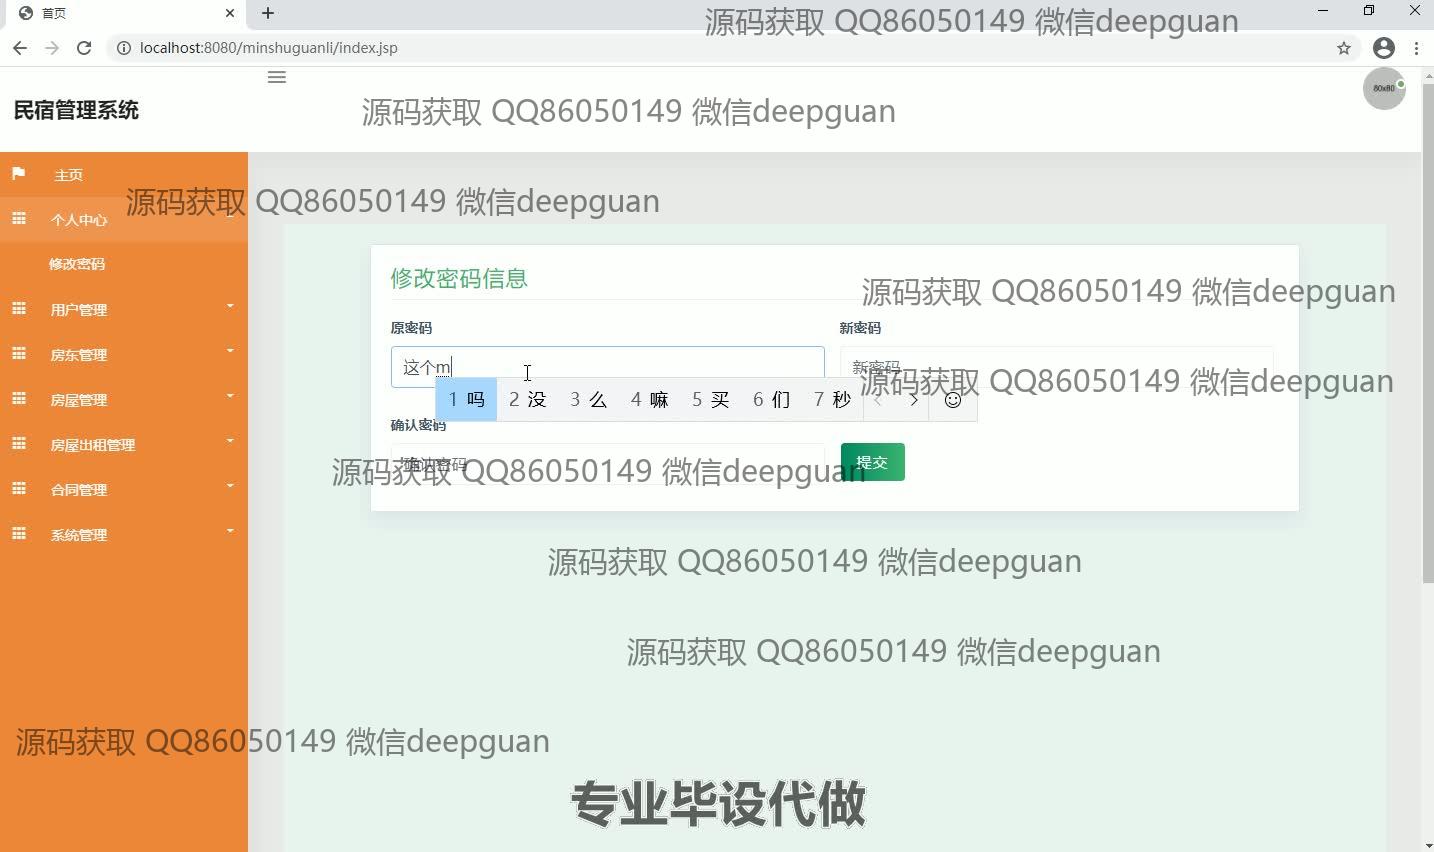 首页
源码获取 QQ86050149 微信deepguan
localhost:8080/minshuguanli/index.jsp
80x80
民宿管理系统
源码获取 QQ86050149 微信deepguan
主页
源码获取 QQ86050149 微信deepguan
个人中心
修改密码
用户管理
房东管理
房屋管理
房屋出租管理
合同管理
系统管理
修改密码信息
源码获取 QQ86050149 微信deepguan
原密码
新密码
这个m
新密码
源码获取 QQ86050149 微信deepguan
1 吗 2 没 3 么 4 嘛 5 买 6 们 7 秒
确认密码
确认密码
提交
源码获取 QQ86050149 微信deepguan
源码获取 QQ86050149 微信deepguan
源码获取 QQ86050149 微信deepguan
源码获取 QQ86050149 微信deepguan
专业毕设代做